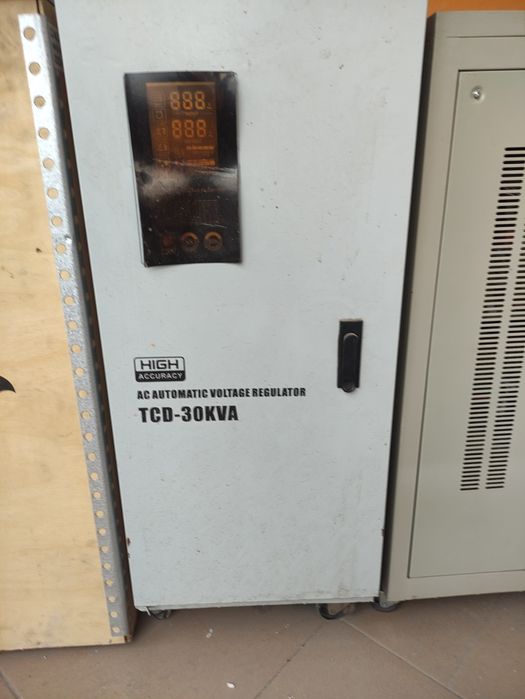 888
888
HIGH
ACCURACY
AC AUTOMATIC VOLTAGE REGULATOR
TCD-30KVA